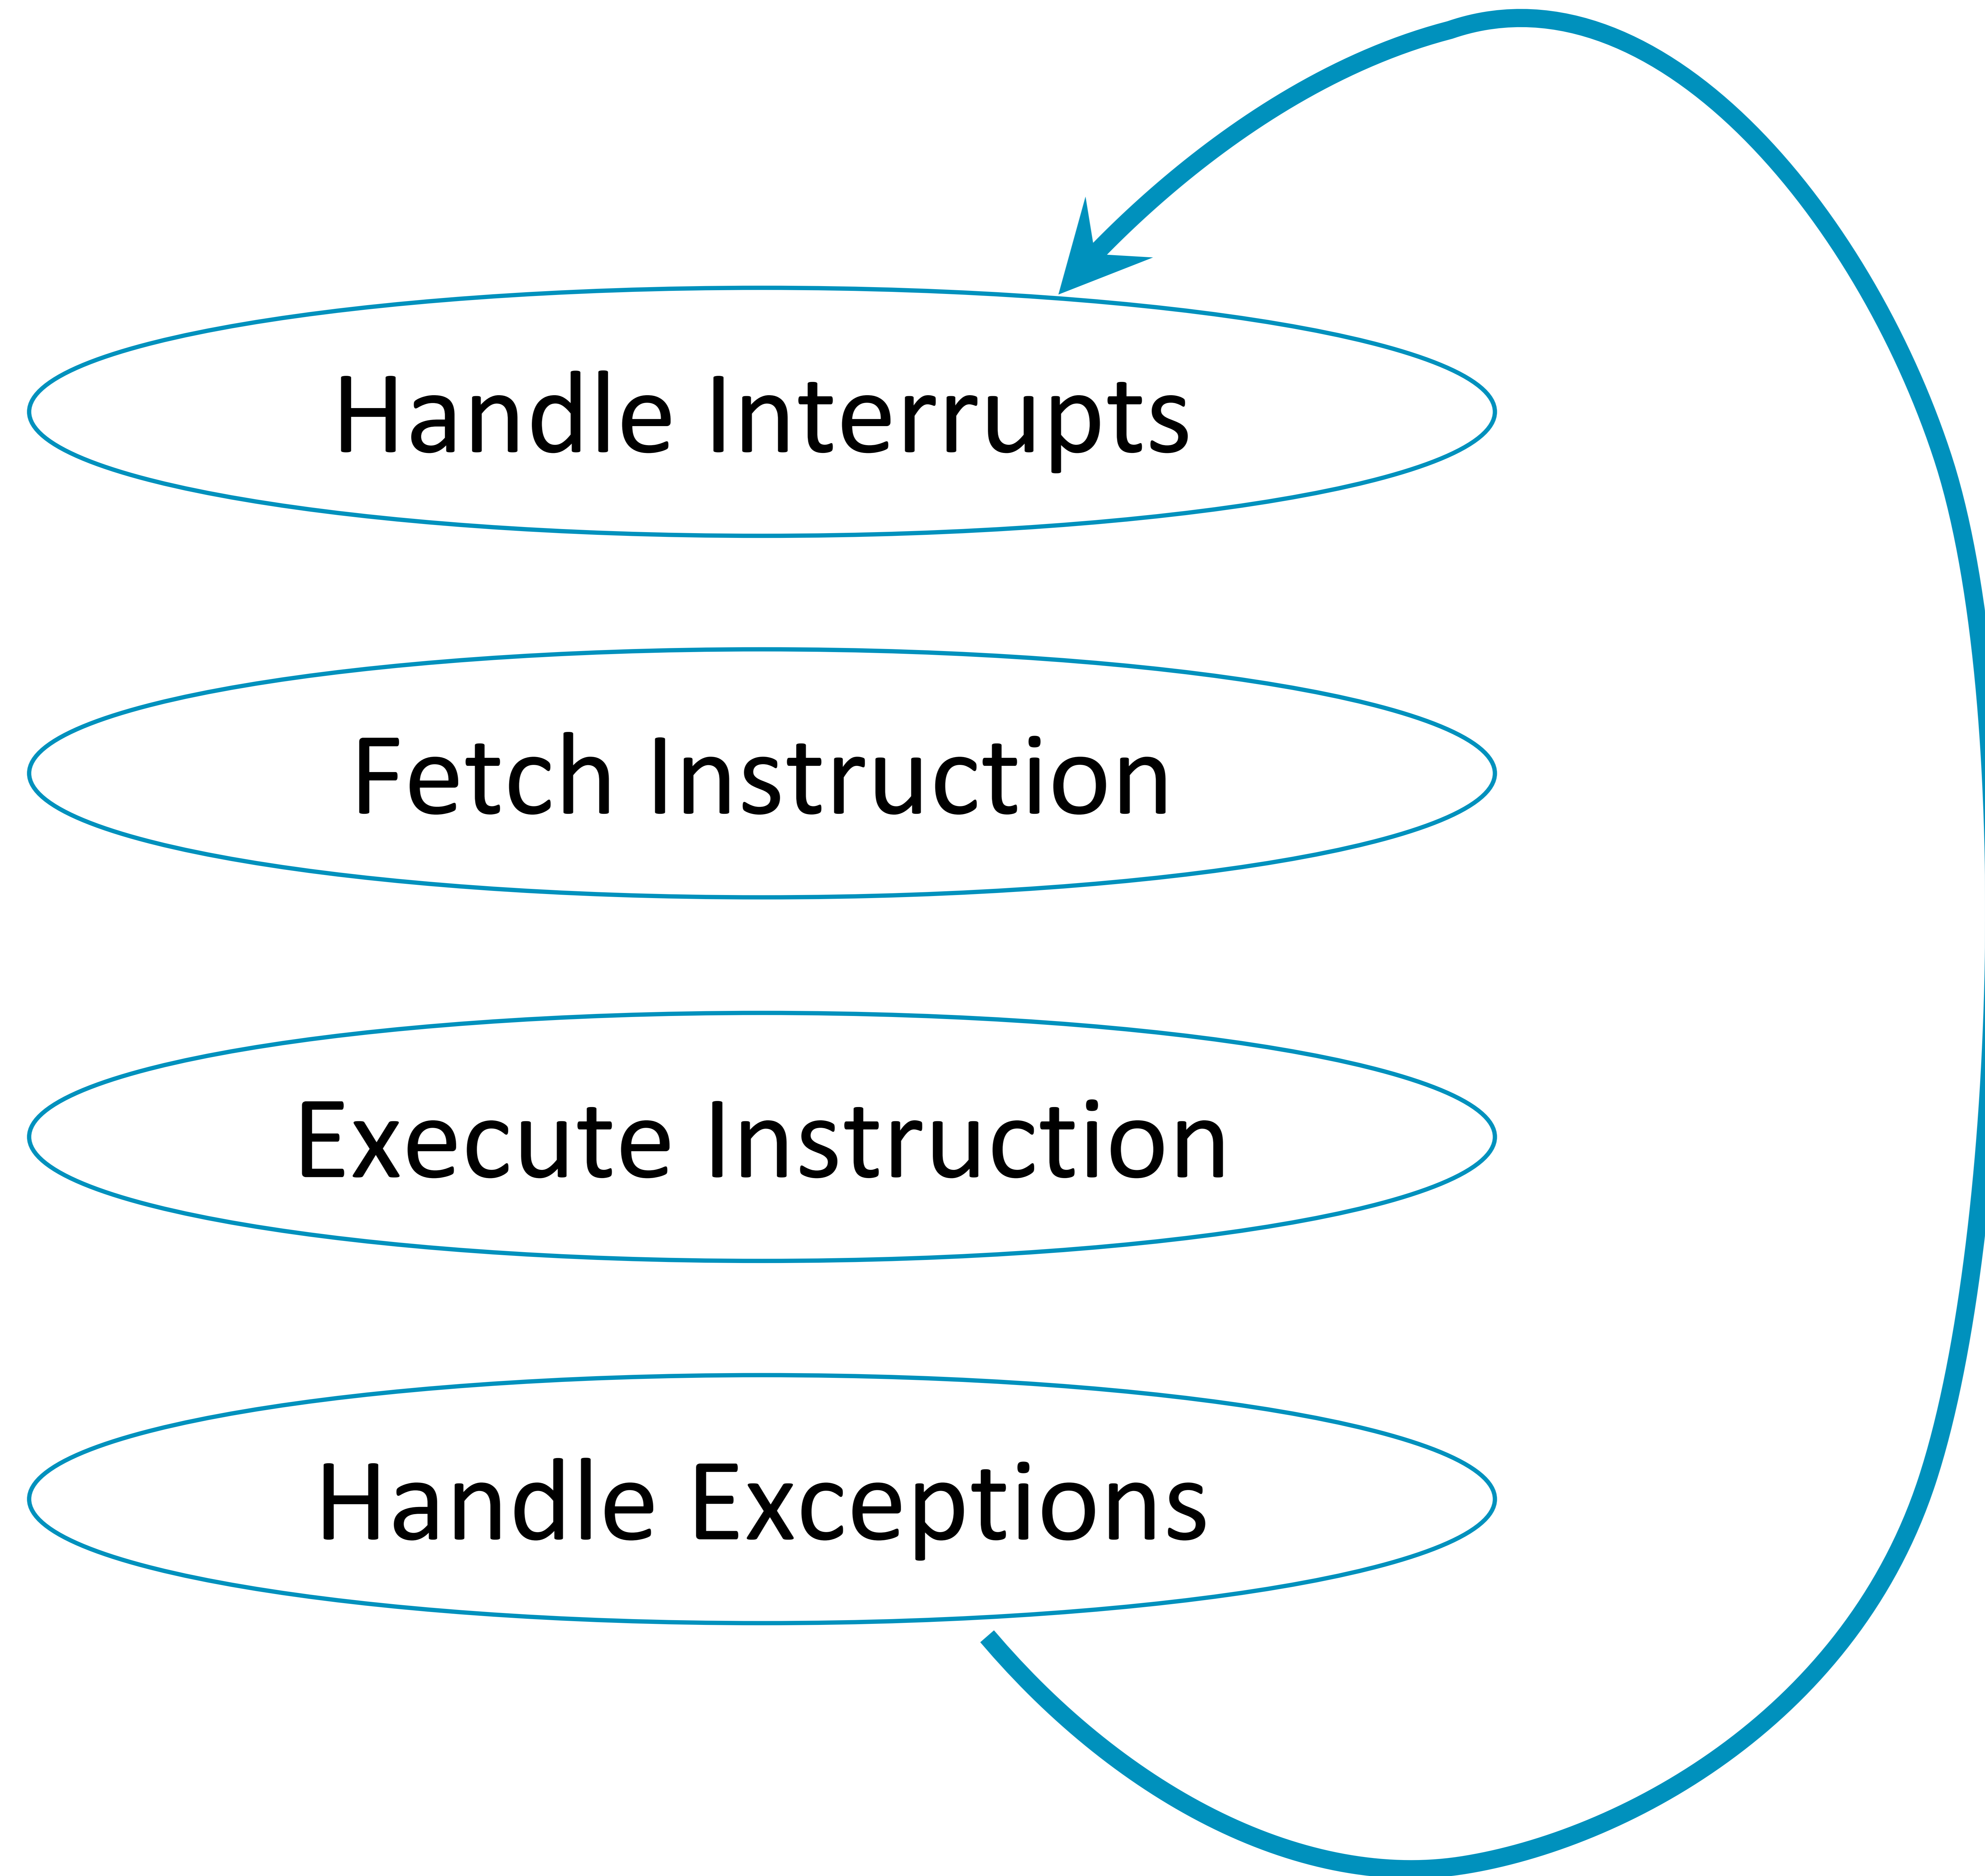 Handle Interrupts
Fetch Instruction
Execute Instruction
Handle Exceptions